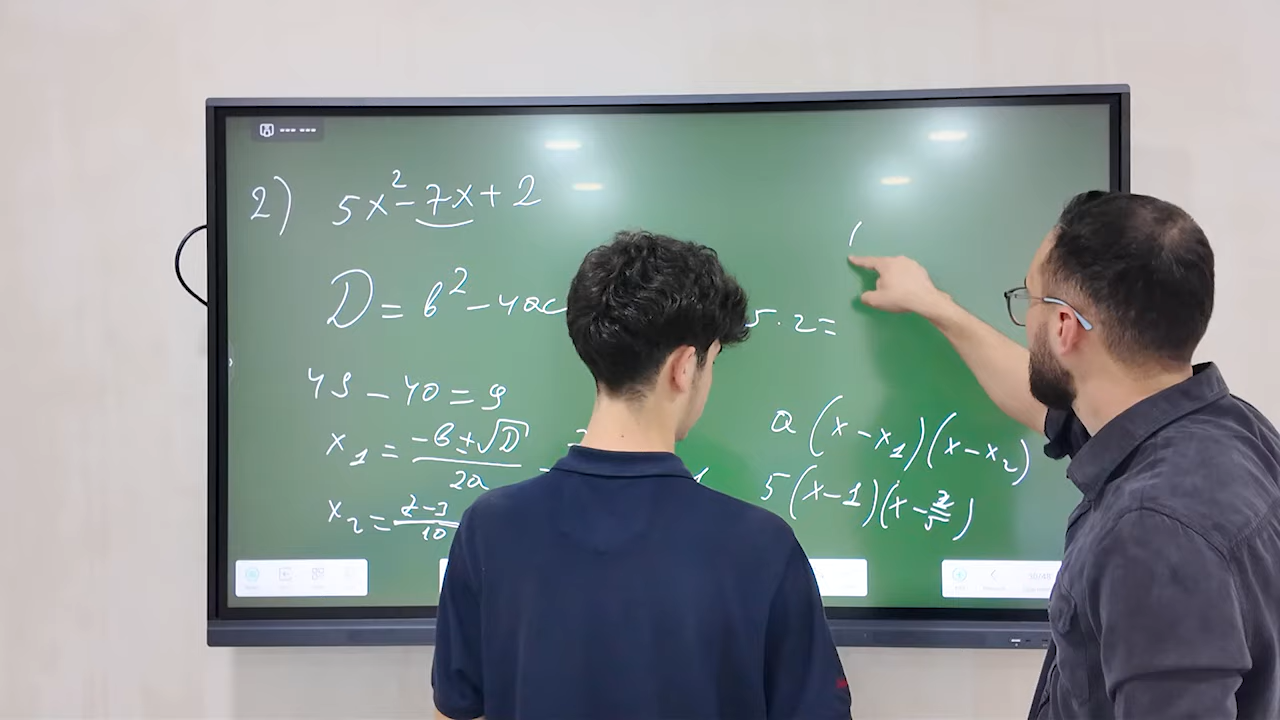 2) 5x² - 7x + 2
D = b² - 4ac
5 · 2 =
49 - 40 = 9
x₁ = (-b ± √D) / 2a
x₂ = (7 - 3) / 10
a(x - x₁)(x - x₂)
5(x - 1)(x - 2/5)
(